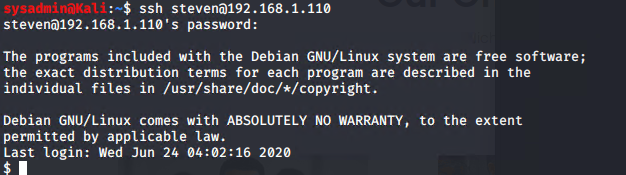 sysadmin@Kali:~$ ssh steven@192.168.1.110
steven@192.168.1.110's password:

The programs included with the Debian GNU/Linux system are free software;
the exact distribution terms for each program are described in the
individual files in /usr/share/doc/*/copyright.

Debian GNU/Linux comes with ABSOLUTELY NO WARRANTY, to the extent
permitted by applicable law.
Last login: Wed Jun 24 04:02:16 2020
$